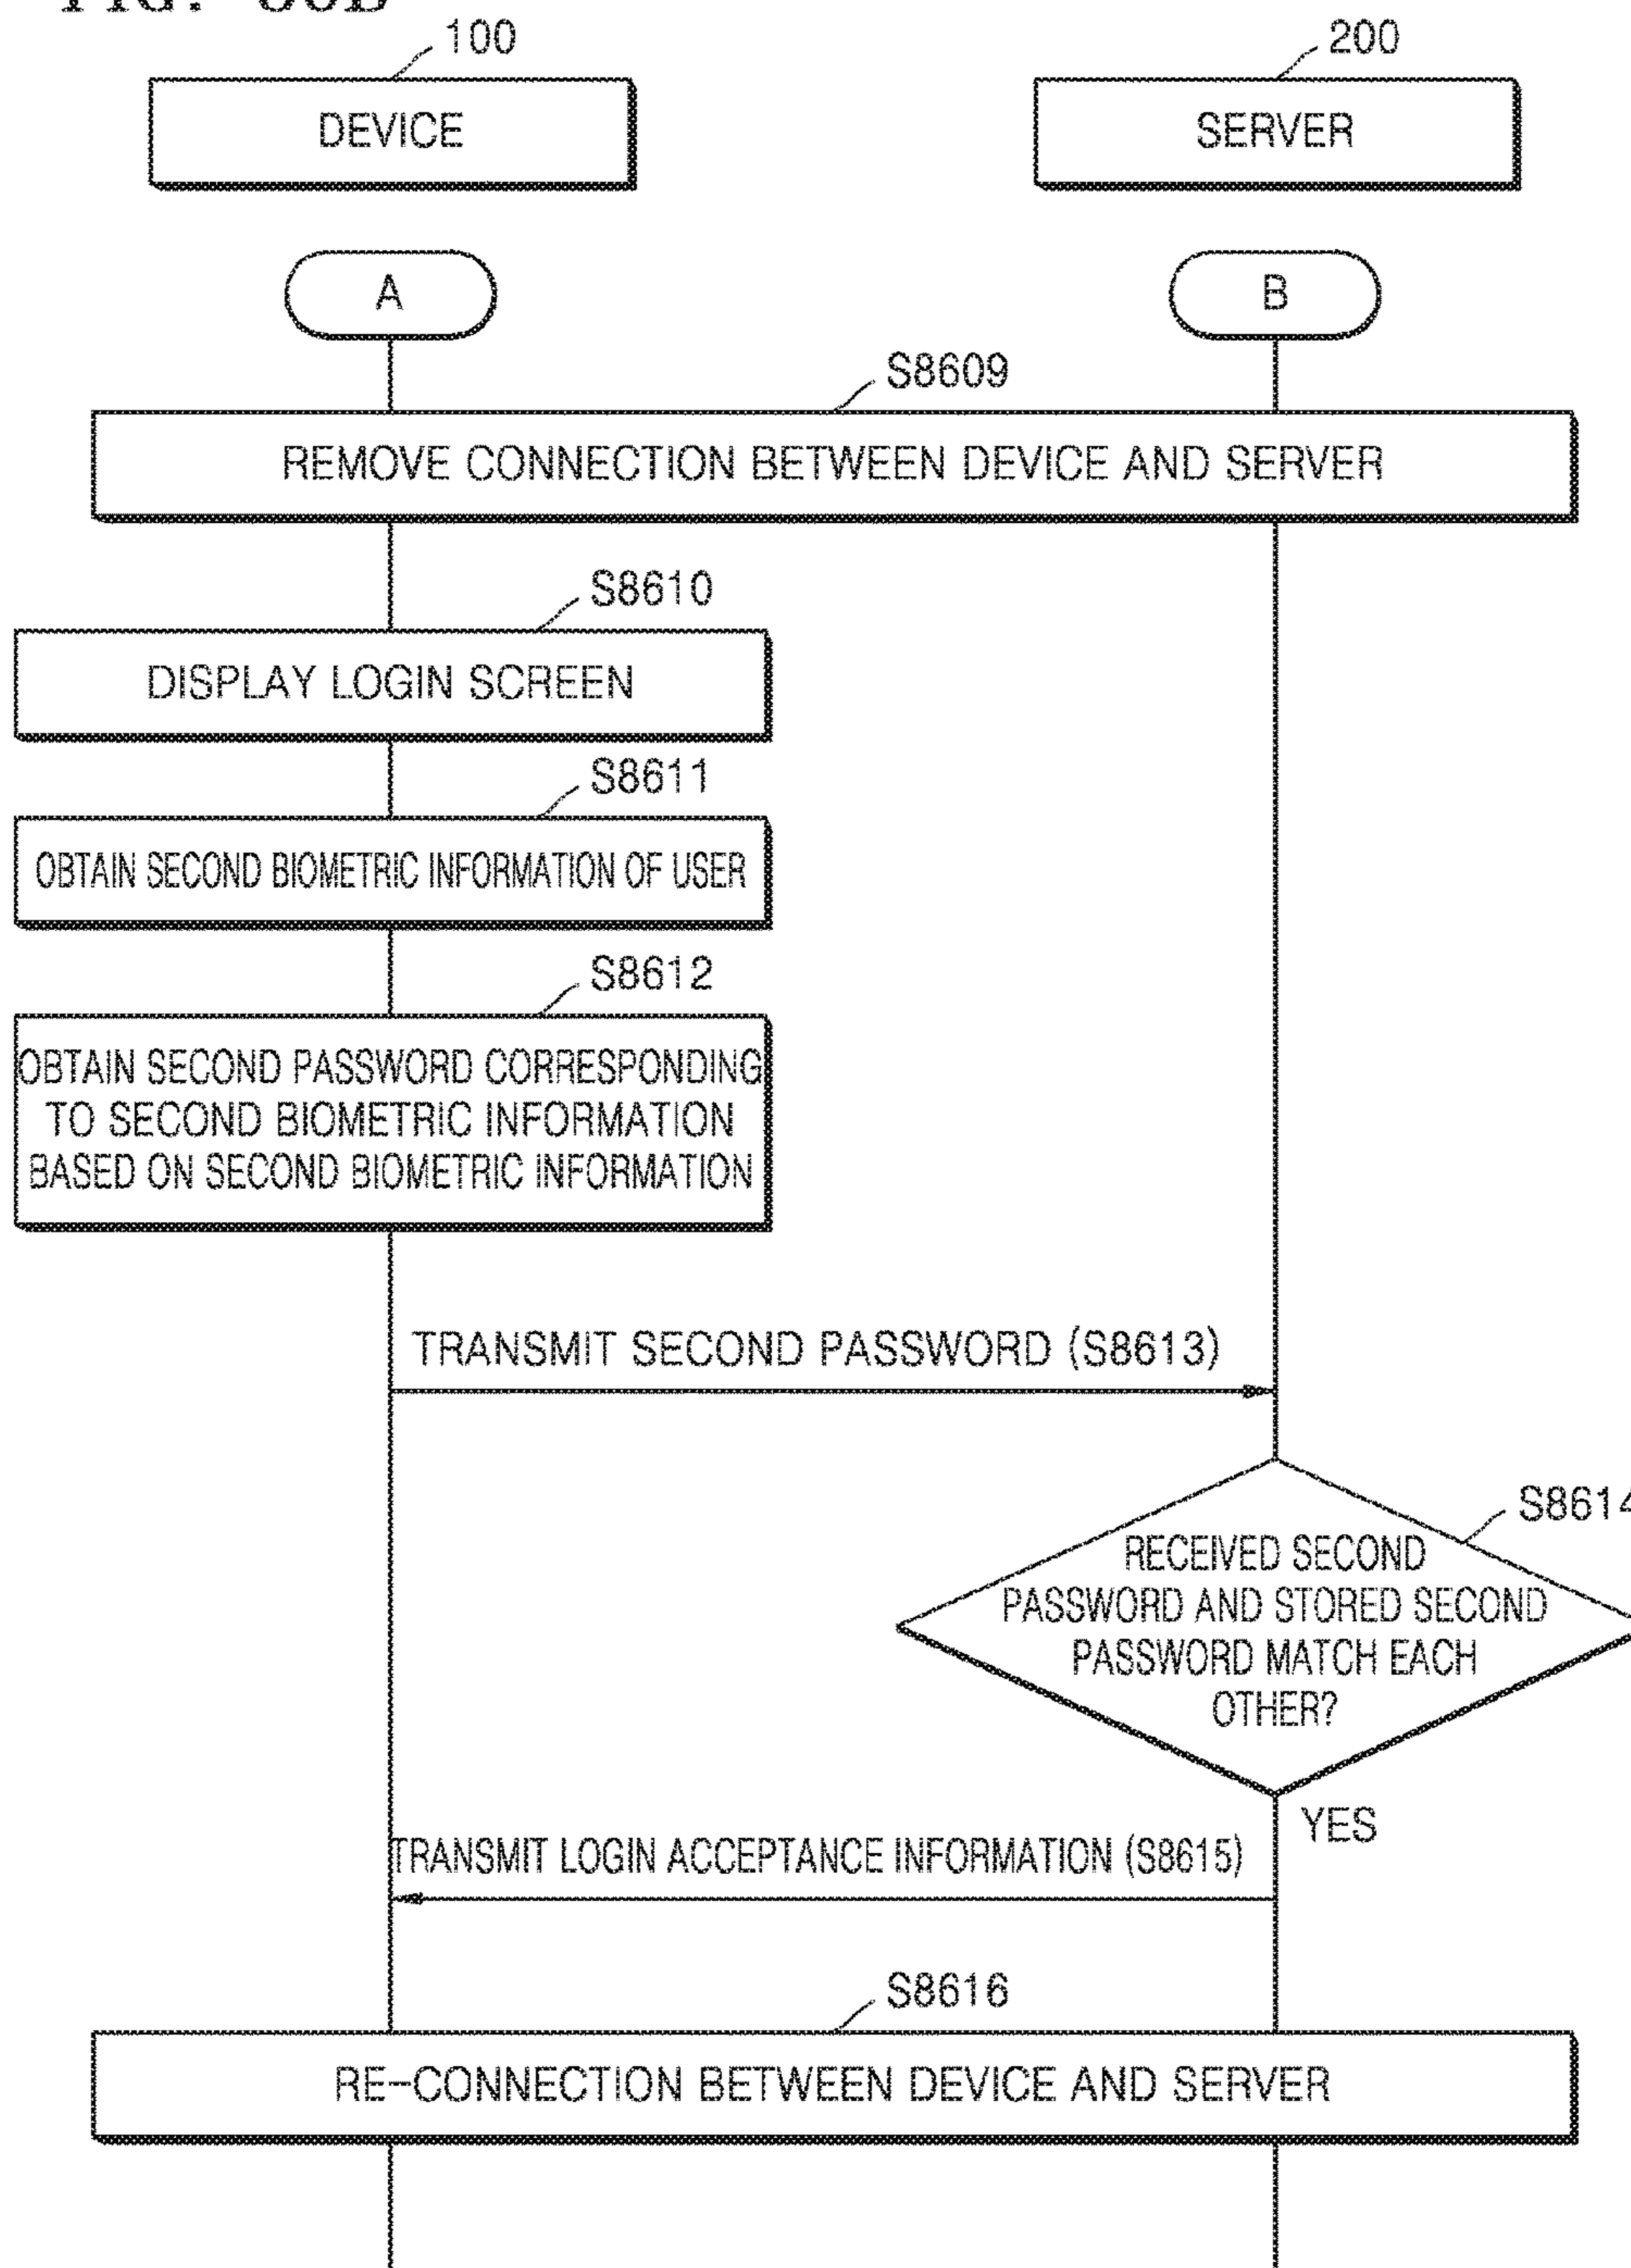 100
200
DEVICE
SERVER
A
B
S8609
REMOVE CONNECTION BETWEEN DEVICE AND SERVER
S8610
DISPLAY LOGIN SCREEN
S8611
OBTAIN SECOND BIOMETRIC INFORMATION OF USER
S8612
OBTAIN SECOND PASSWORD CORRESPONDING
TO SECOND BIOMETRIC INFORMATION
BASED ON SECOND BIOMETRIC INFORMATION
TRANSMIT SECOND PASSWORD (S8613)
S8614
RECEIVED SECOND
PASSWORD AND STORED SECOND
PASSWORD MATCH EACH
OTHER?
YES
TRANSMIT LOGIN ACCEPTANCE INFORMATION (S8615)
S8616
RE-CONNECTION BETWEEN DEVICE AND SERVER